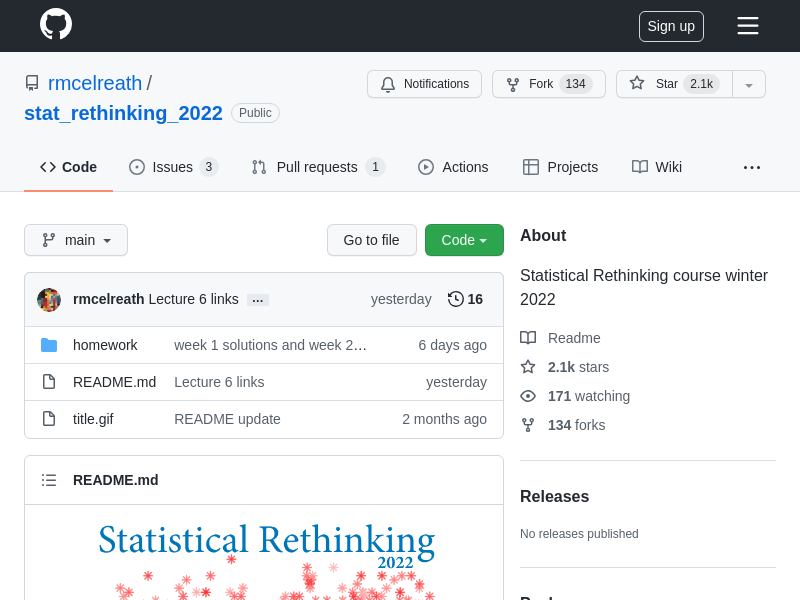 Sign up
rmcelreath /
stat_rethinking_2022 Public
Notifications Fork 134 Star 2.1k
Code Issues 3 Pull requests 1 Actions Projects Wiki ...
main Go to file Code
rmcelreath Lecture 6 links ... yesterday 16
homework week 1 solutions and week 2… 6 days ago
README.md Lecture 6 links yesterday
title.gif README update 2 months ago
README.md
Statistical Rethinking
2022
About
Statistical Rethinking course winter
2022
Readme
2.1k stars
171 watching
134 forks
Releases
No releases published